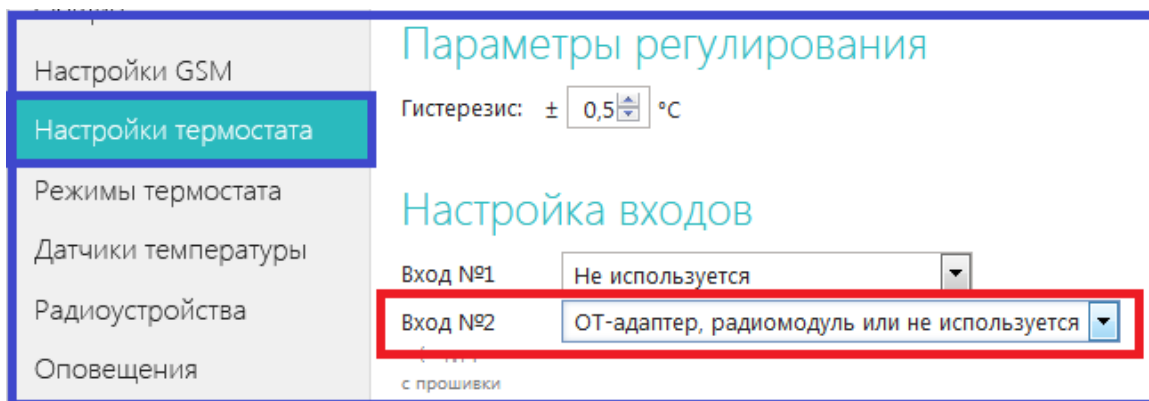 Настройки GSM
Настройки термостата
Режимы термостата
Датчики температуры
Радиоустройства
Оповещения
Параметры регулирования
Гистерезис: ± 0,5 °C
Настройка входов
Вход №1 Не используется
Вход №2 ОТ-адаптер, радиомодуль или не используется
с прошивки